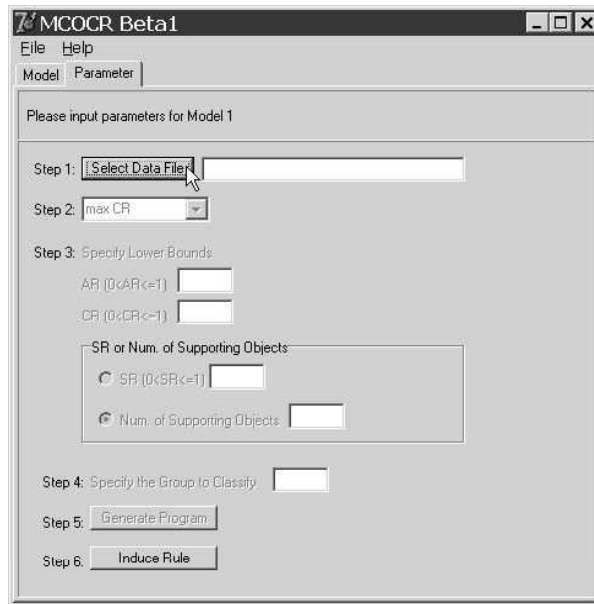 MCOCR Beta1
File Help
Model Parameter
Please input parameters for Model 1
Step 1: Select Data File
Step 2: max CR
Step 3: Specify Lower Bounds
AR (0<AR<=1)
CR (0<CR<=1)
SR or Num. of Supporting Objects
SR (0<SR<=1)
Num. of Supporting Objects
Step 4: Specify the Group to Classify
Step 5: Generate Program
Step 6. Induce Rule